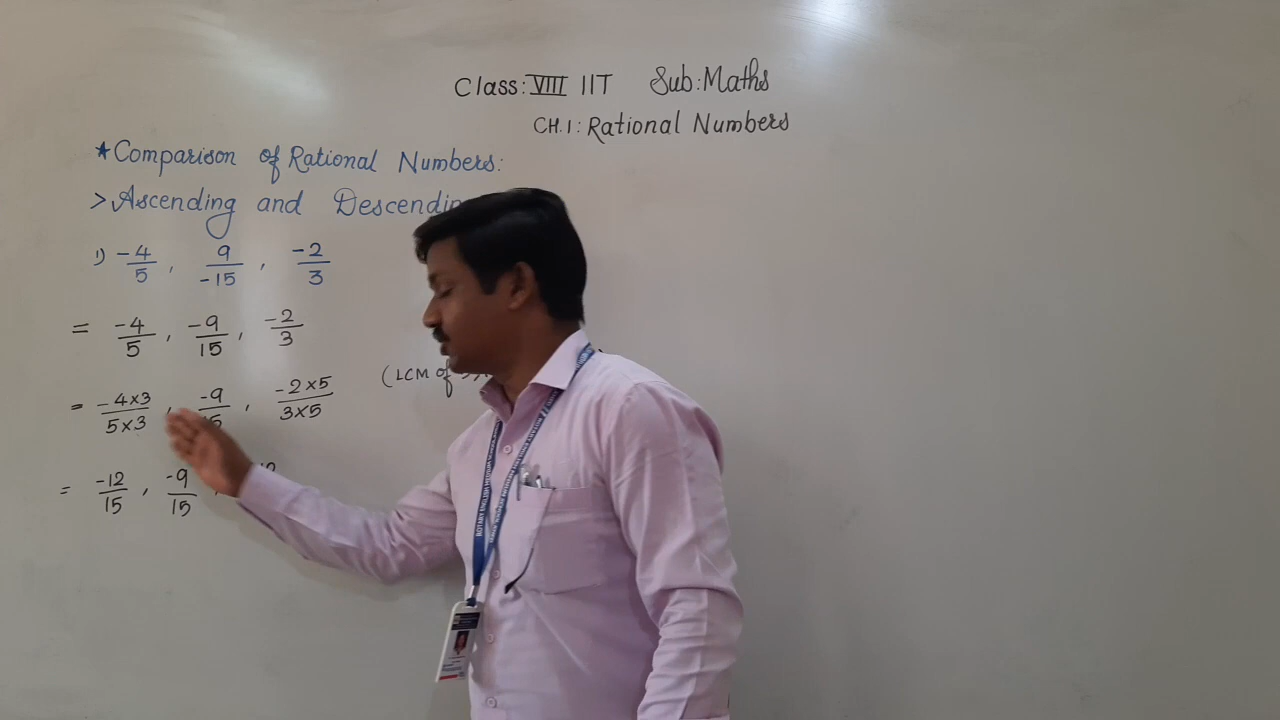 Class: VIII IIT Sub: Maths
CH.1: Rational Numbers
★ Comparison of Rational Numbers:
> Ascending and Descendin
1) -4/5, 9/-15, -2/3
= -4/5, -9/15, -2/3
(LCM of
= -4×3/5×3, -9/15, -2×5/3×5
= -12/15, -9/15,